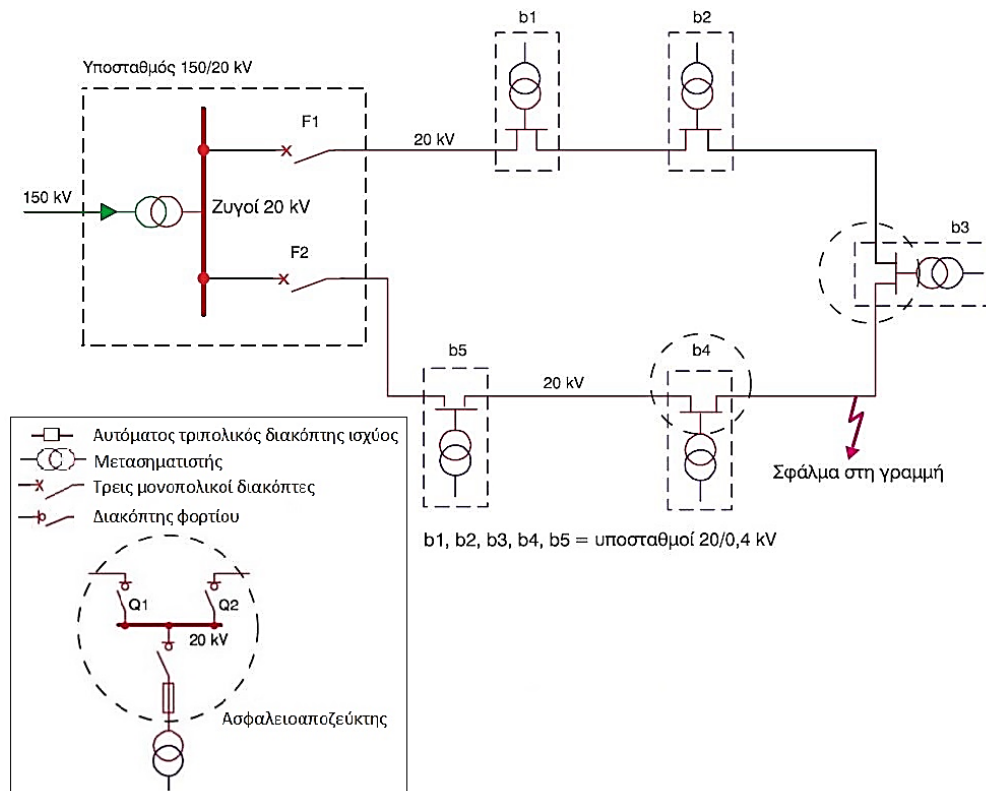 b1
b2
Υποσταθμός 150/20 kV
F1
20 kV
150 kV
Ζυγοί 20 kV
b3
F2
b5
20 kV
b4
Σφάλμα στη γραμμή
b1, b2, b3, b4, b5 = υποσταθμοί 20/0,4 kV
Αυτόματος τριπολικός διακόπτης ισχύος
Μετασηματιστής
Τρεις μονοπολικοί διακόπτες
Διακόπτης φορτίου
Q1
Q2
20 kV
Ασφαλειοαποζεύκτης